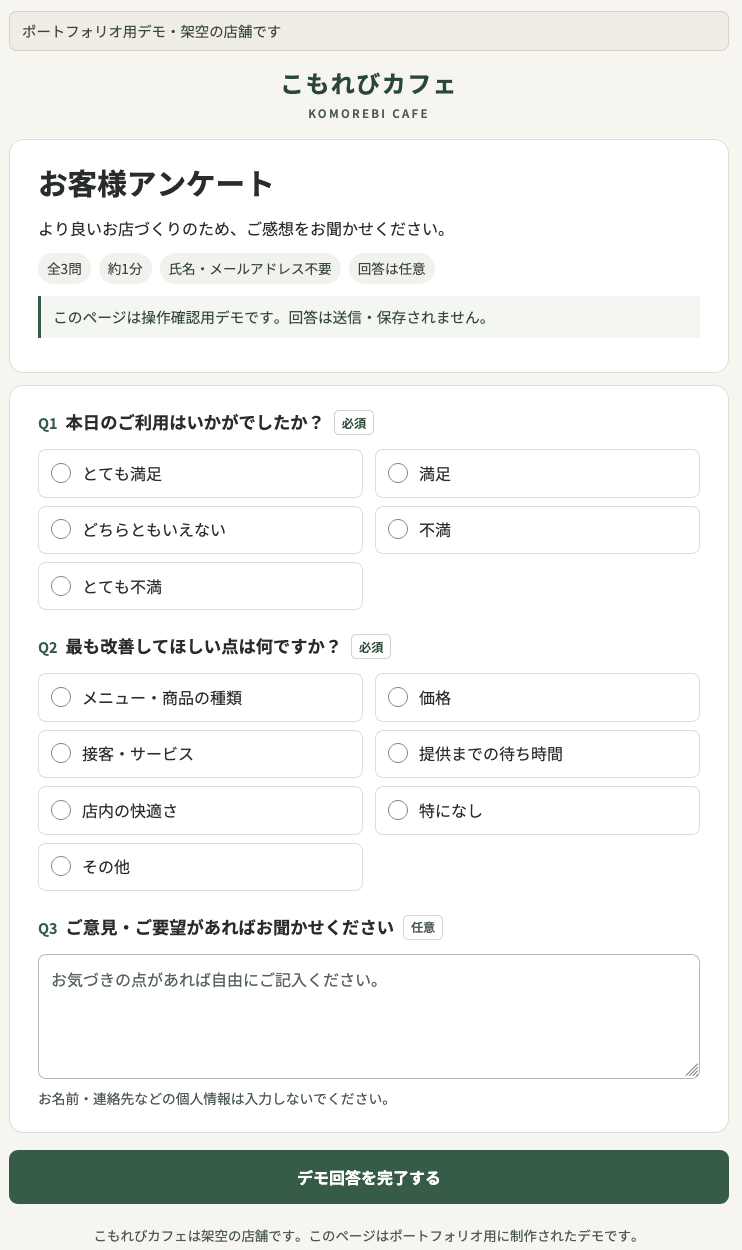 ポートフォリオ用デモ・架空の店舗です
こもれびカフェ
KOMOREBI CAFE
お客様アンケート
より良いお店づくりのため、ご感想をお聞かせください。
全3問 約1分 氏名・メールアドレス不要 回答は任意
このページは操作確認用デモです。回答は送信・保存されません。
Q1 本日のご利用はいかがでしたか？ 必須
とても満足 満足
どちらともいえない 不満
とても不満
Q2 最も改善してほしい点は何ですか？ 必須
メニュー・商品の種類 価格
接客・サービス 提供までの待ち時間
店内の快適さ 特になし
その他
Q3 ご意見・ご要望があればお聞かせください 任意
お気づきの点があれば自由にご記入ください。
お名前・連絡先などの個人情報は入力しないでください。
デモ回答を完了する
こもれびカフェは架空の店舗です。このページはポートフォリオ用に制作されたデモです。